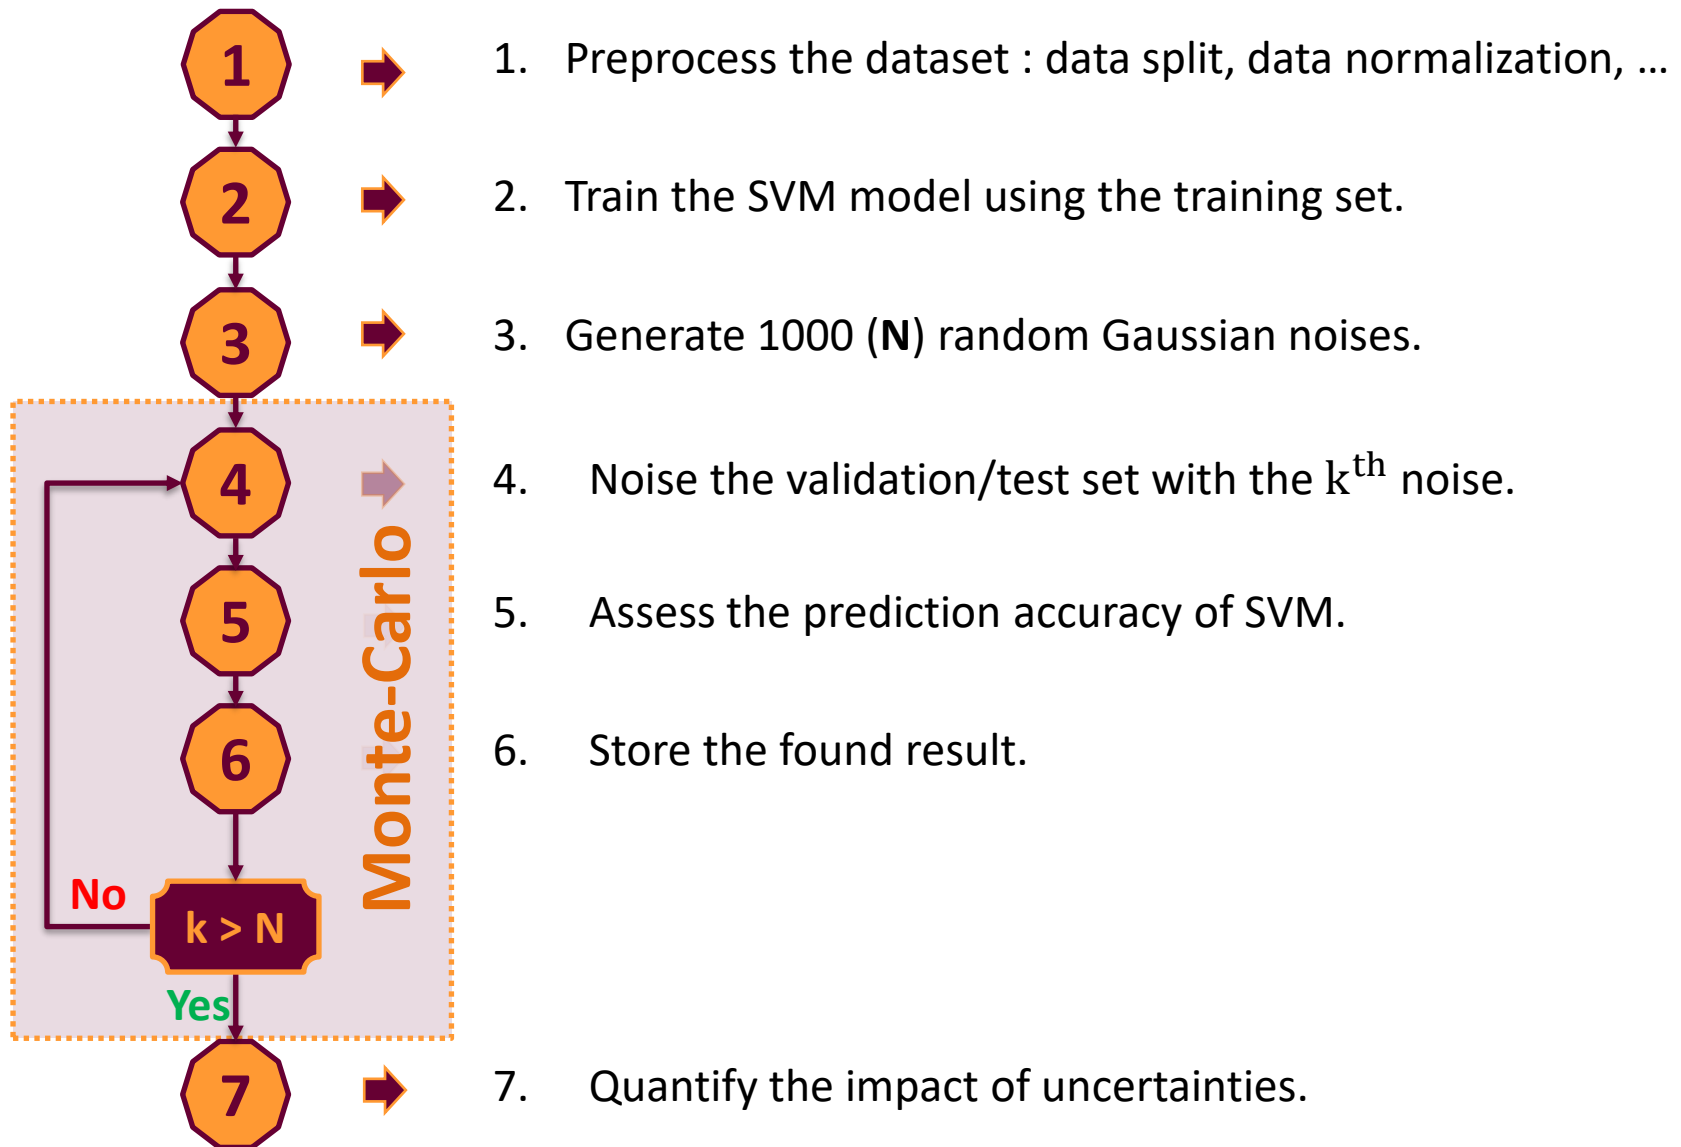 1
1. Preprocess the dataset : data split, data normalization, ...
2
2. Train the SVM model using the training set.
3
3. Generate 1000 (N) random Gaussian noises.
4
4. Noise the validation/test set with the kth noise.
5
5. Assess the prediction accuracy of SVM.
6
6. Store the found result.
Monte-Carlo
No
k > N
Yes
7
7. Quantify the impact of uncertainties.